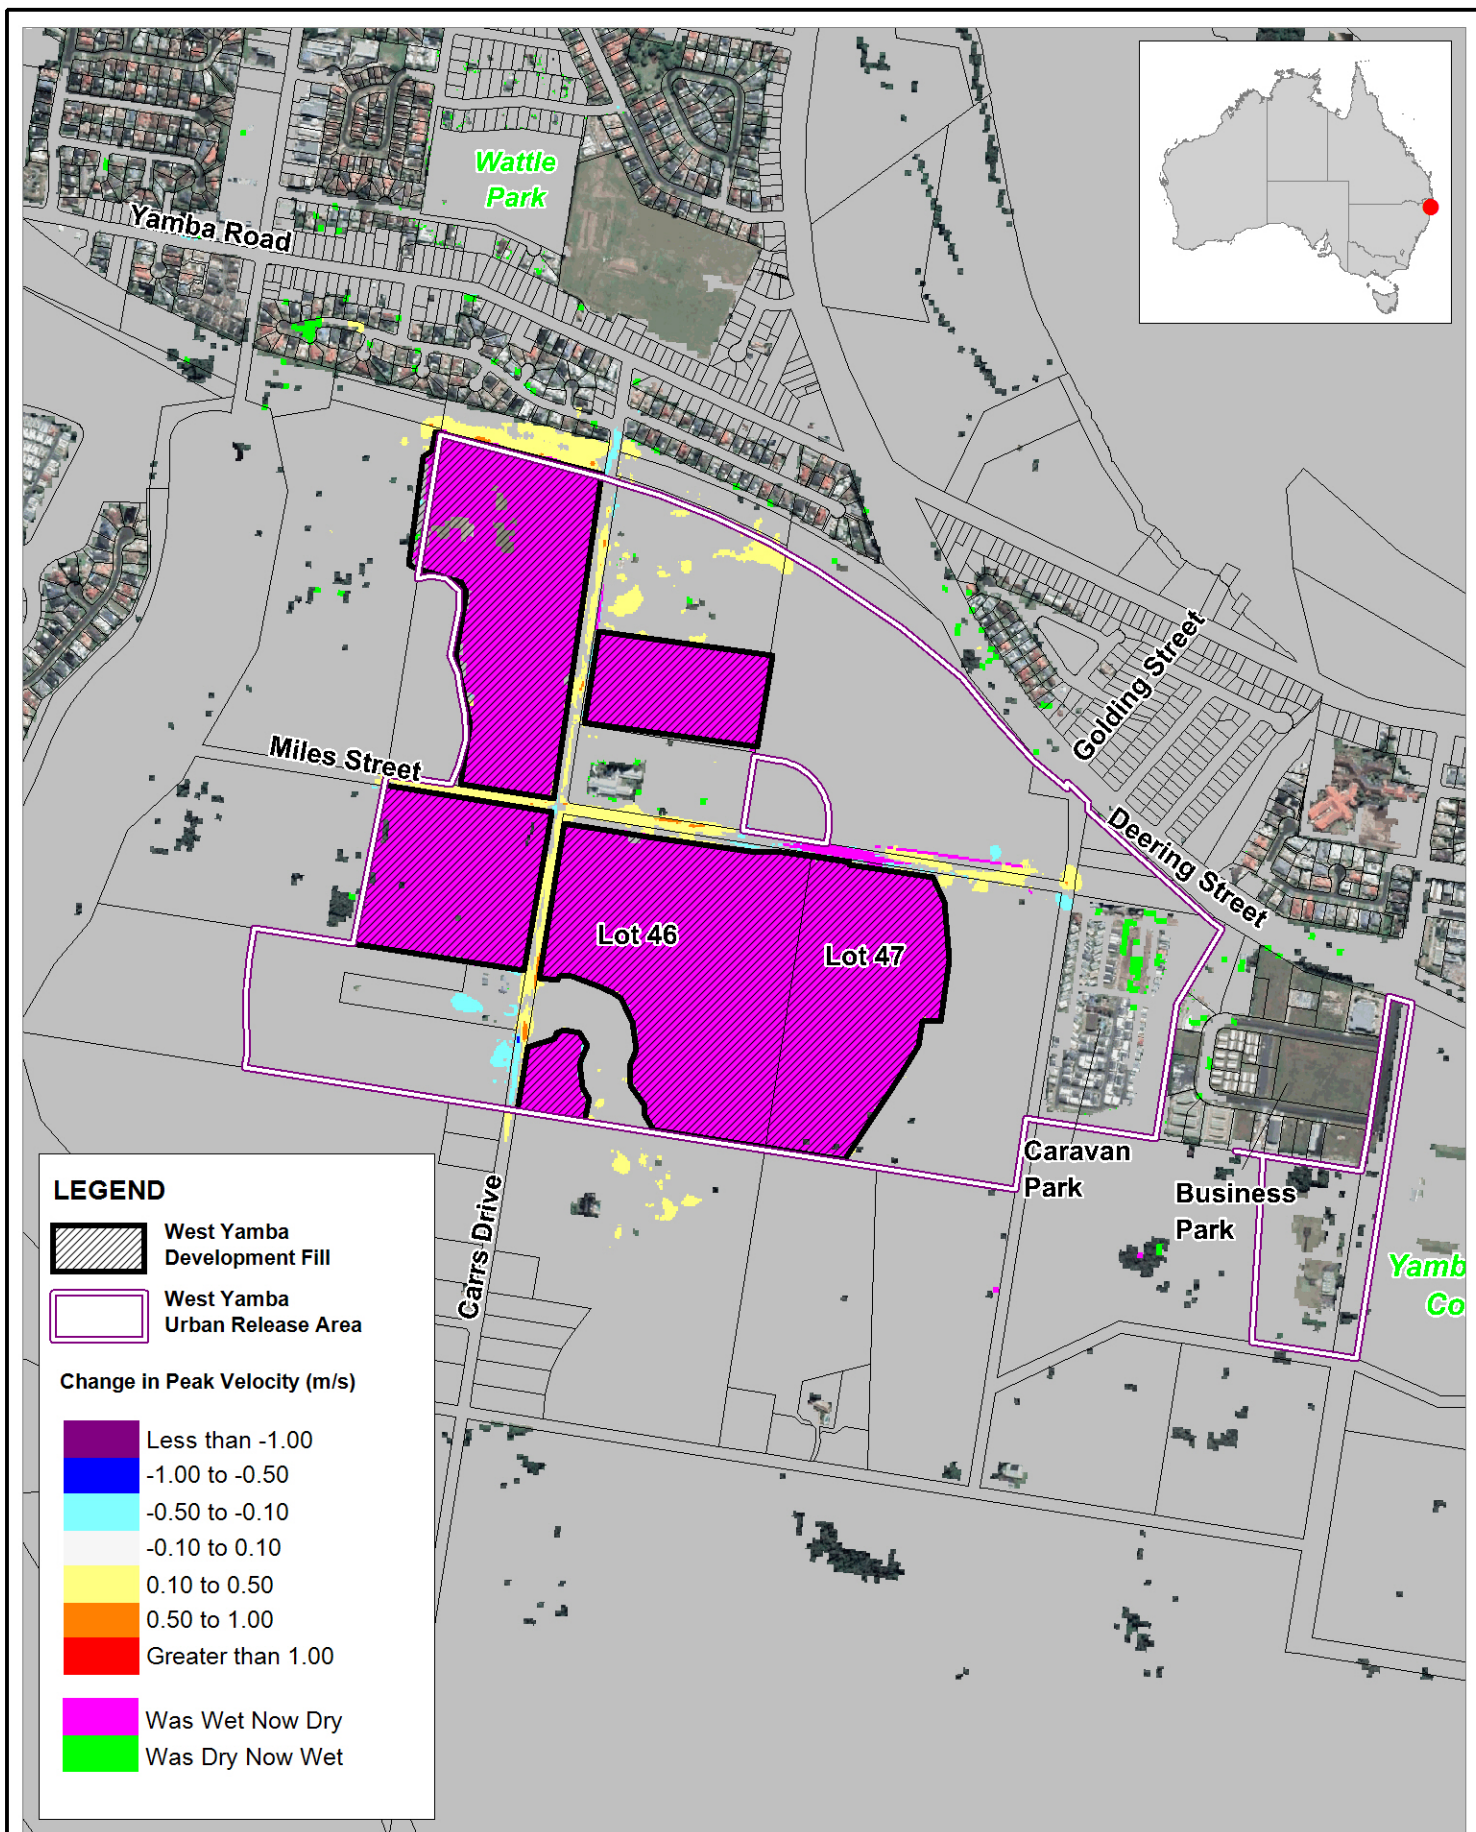 Wattle
Park
Yamba Road
Golding Street
Miles Street
Deering Street
Lot 46
Lot 47
Caravan
Park
Business
Park
Carrs Drive
Yamb
Co
LEGEND
West Yamba
Development Fill
West Yamba
Urban Release Area
Change in Peak Velocity (m/s)
Less than -1.00
-1.00 to -0.50
-0.50 to -0.10
-0.10 to 0.10
0.10 to 0.50
0.50 to 1.00
Greater than 1.00
Was Wet Now Dry
Was Dry Now Wet